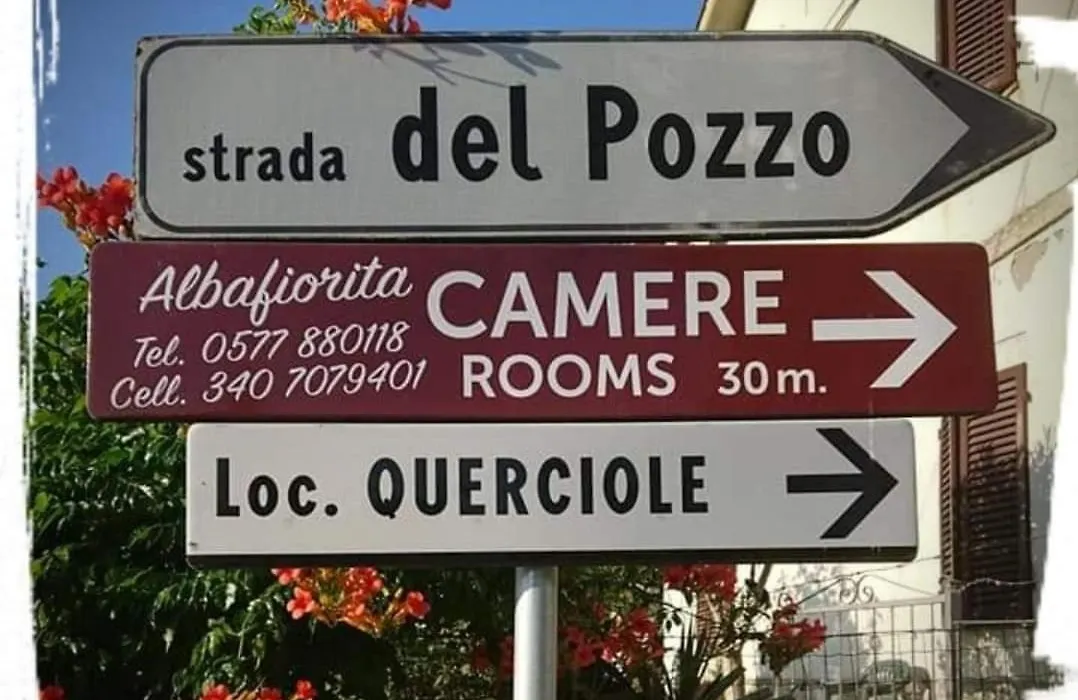 strada del Pozzo
Albafiorita
Tel. 0577 880118
Cell. 340 7079401
CAMERE
ROOMS 30 m.
Loc. QUERCIOLE